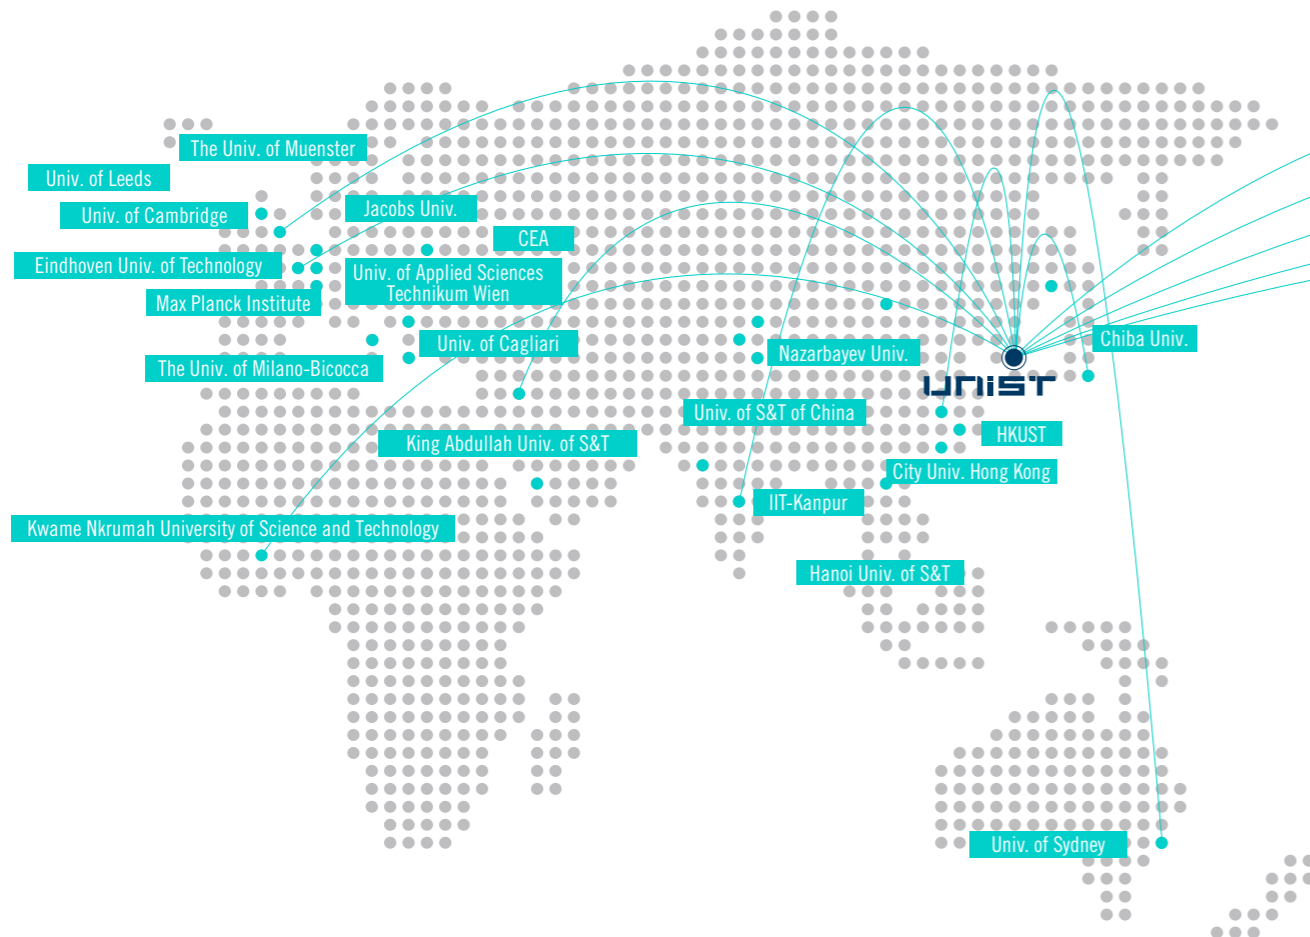 The Univ. of Muenster
Univ. of Leeds
Univ. of Cambridge
Jacobs Univ.
CEA
Eindhoven Univ. of Technology
Univ. of Applied Sciences
Technikum Wien
Max Planck Institute
Univ. of Cagliari
Nazarbayev Univ.
Chiba Univ.
The Univ. of Milano-Bicocca
UNIST
Univ. of S&T of China
HKUST
King Abdullah Univ. of S&T
City Univ. Hong Kong
IIT-Kanpur
Kwame Nkrumah University of Science and Technology
Hanoi Univ. of S&T
Univ. of Sydney